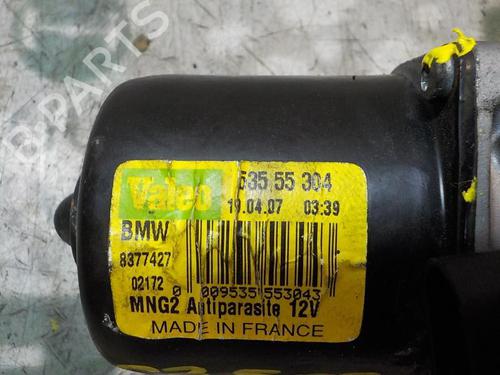 B-PARTS
Valeo 535 55 304
19.04.07 03:39
BMW
8377427
02172 0 009535 553043
MNG2 Antiparasite 12V
MADE IN FRANCE